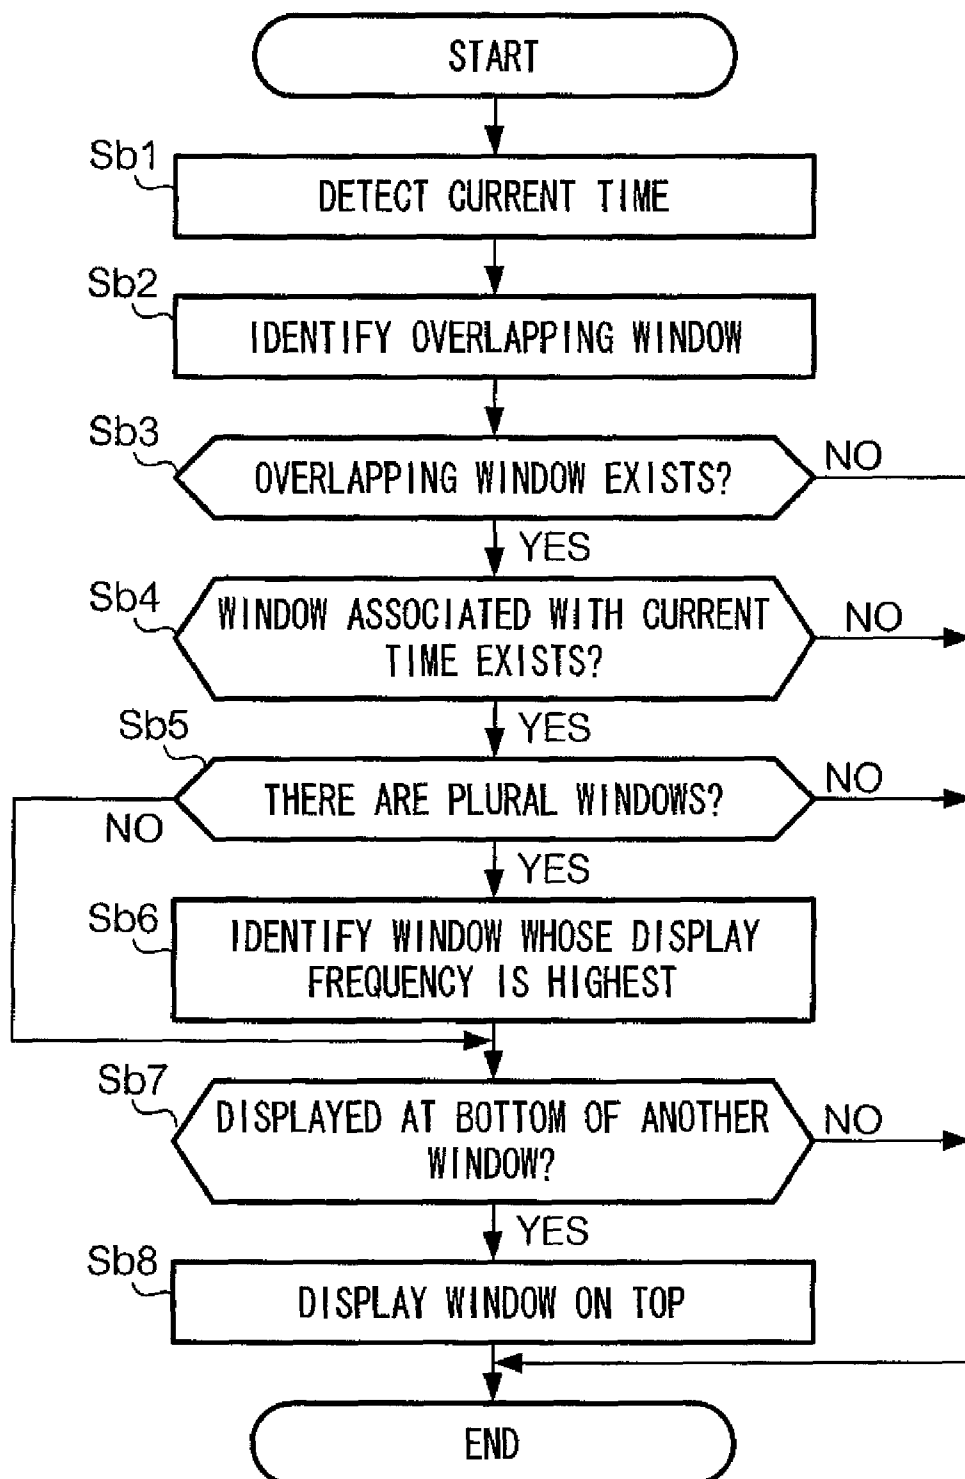 START
Sb1
DETECT CURRENT TIME
Sb2
IDENTIFY OVERLAPPING WINDOW
Sb3
OVERLAPPING WINDOW EXISTS?
NO
YES
Sb4
WINDOW ASSOCIATED WITH CURRENT
TIME EXISTS?
NO
YES
Sb5
THERE ARE PLURAL WINDOWS?
NO
NO
YES
Sb6
IDENTIFY WINDOW WHOSE DISPLAY
FREQUENCY IS HIGHEST
Sb7
DISPLAYED AT BOTTOM OF ANOTHER
WINDOW?
NO
YES
Sb8
DISPLAY WINDOW ON TOP
END